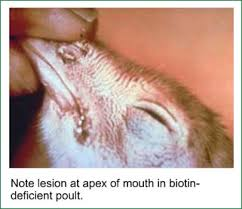 Note lesion at apex of mouth in biotin-
deficient poult.